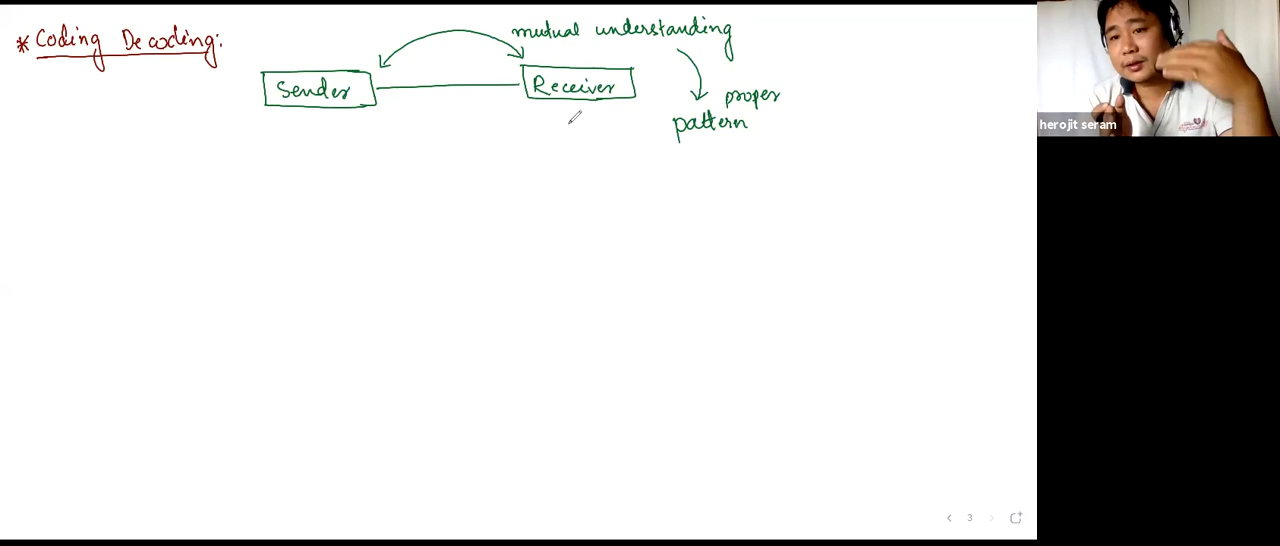 * Coding Decoding:
mutual understanding
Sender
Receiver
proper
pattern
herojit seram
3